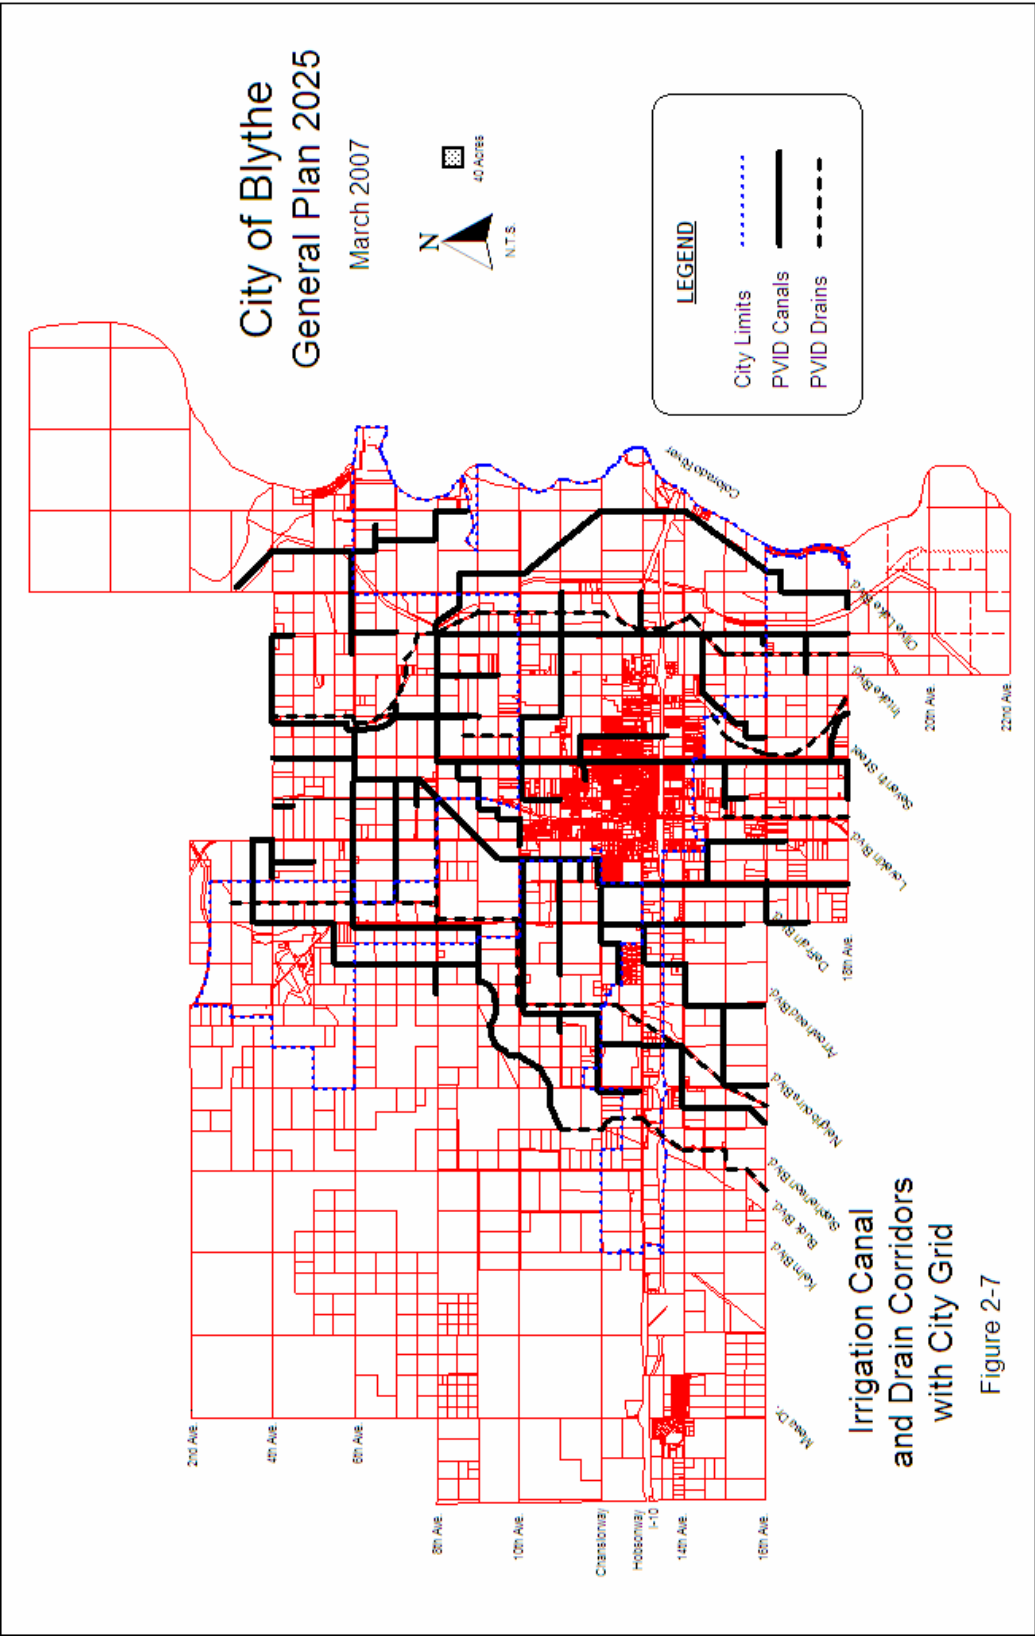 City of Blythe
General Plan 2025
March 2007
N
N.T.S.
40 Acres
LEGEND
City Limits
PVID Canals
PVID Drains
Colorado River
2nd Ave.
4th Ave.
6th Ave.
8th Ave.
10th Ave.
Chanslorway
Hobsonway
I-10
14th Ave.
16th Ave.
18th Ave.
20th Ave.
22nd Ave.
Mesa Dr.
Keim Blvd.
Buck Blvd.
Stephenson Blvd.
Neighbours Blvd.
Arrowhead Blvd.
DeFrain Blvd.
Lovekin Blvd.
Seventh Street
Intake Blvd.
Olive Lake Blvd.
Irrigation Canal
and Drain Corridors
with City Grid
Figure 2-7